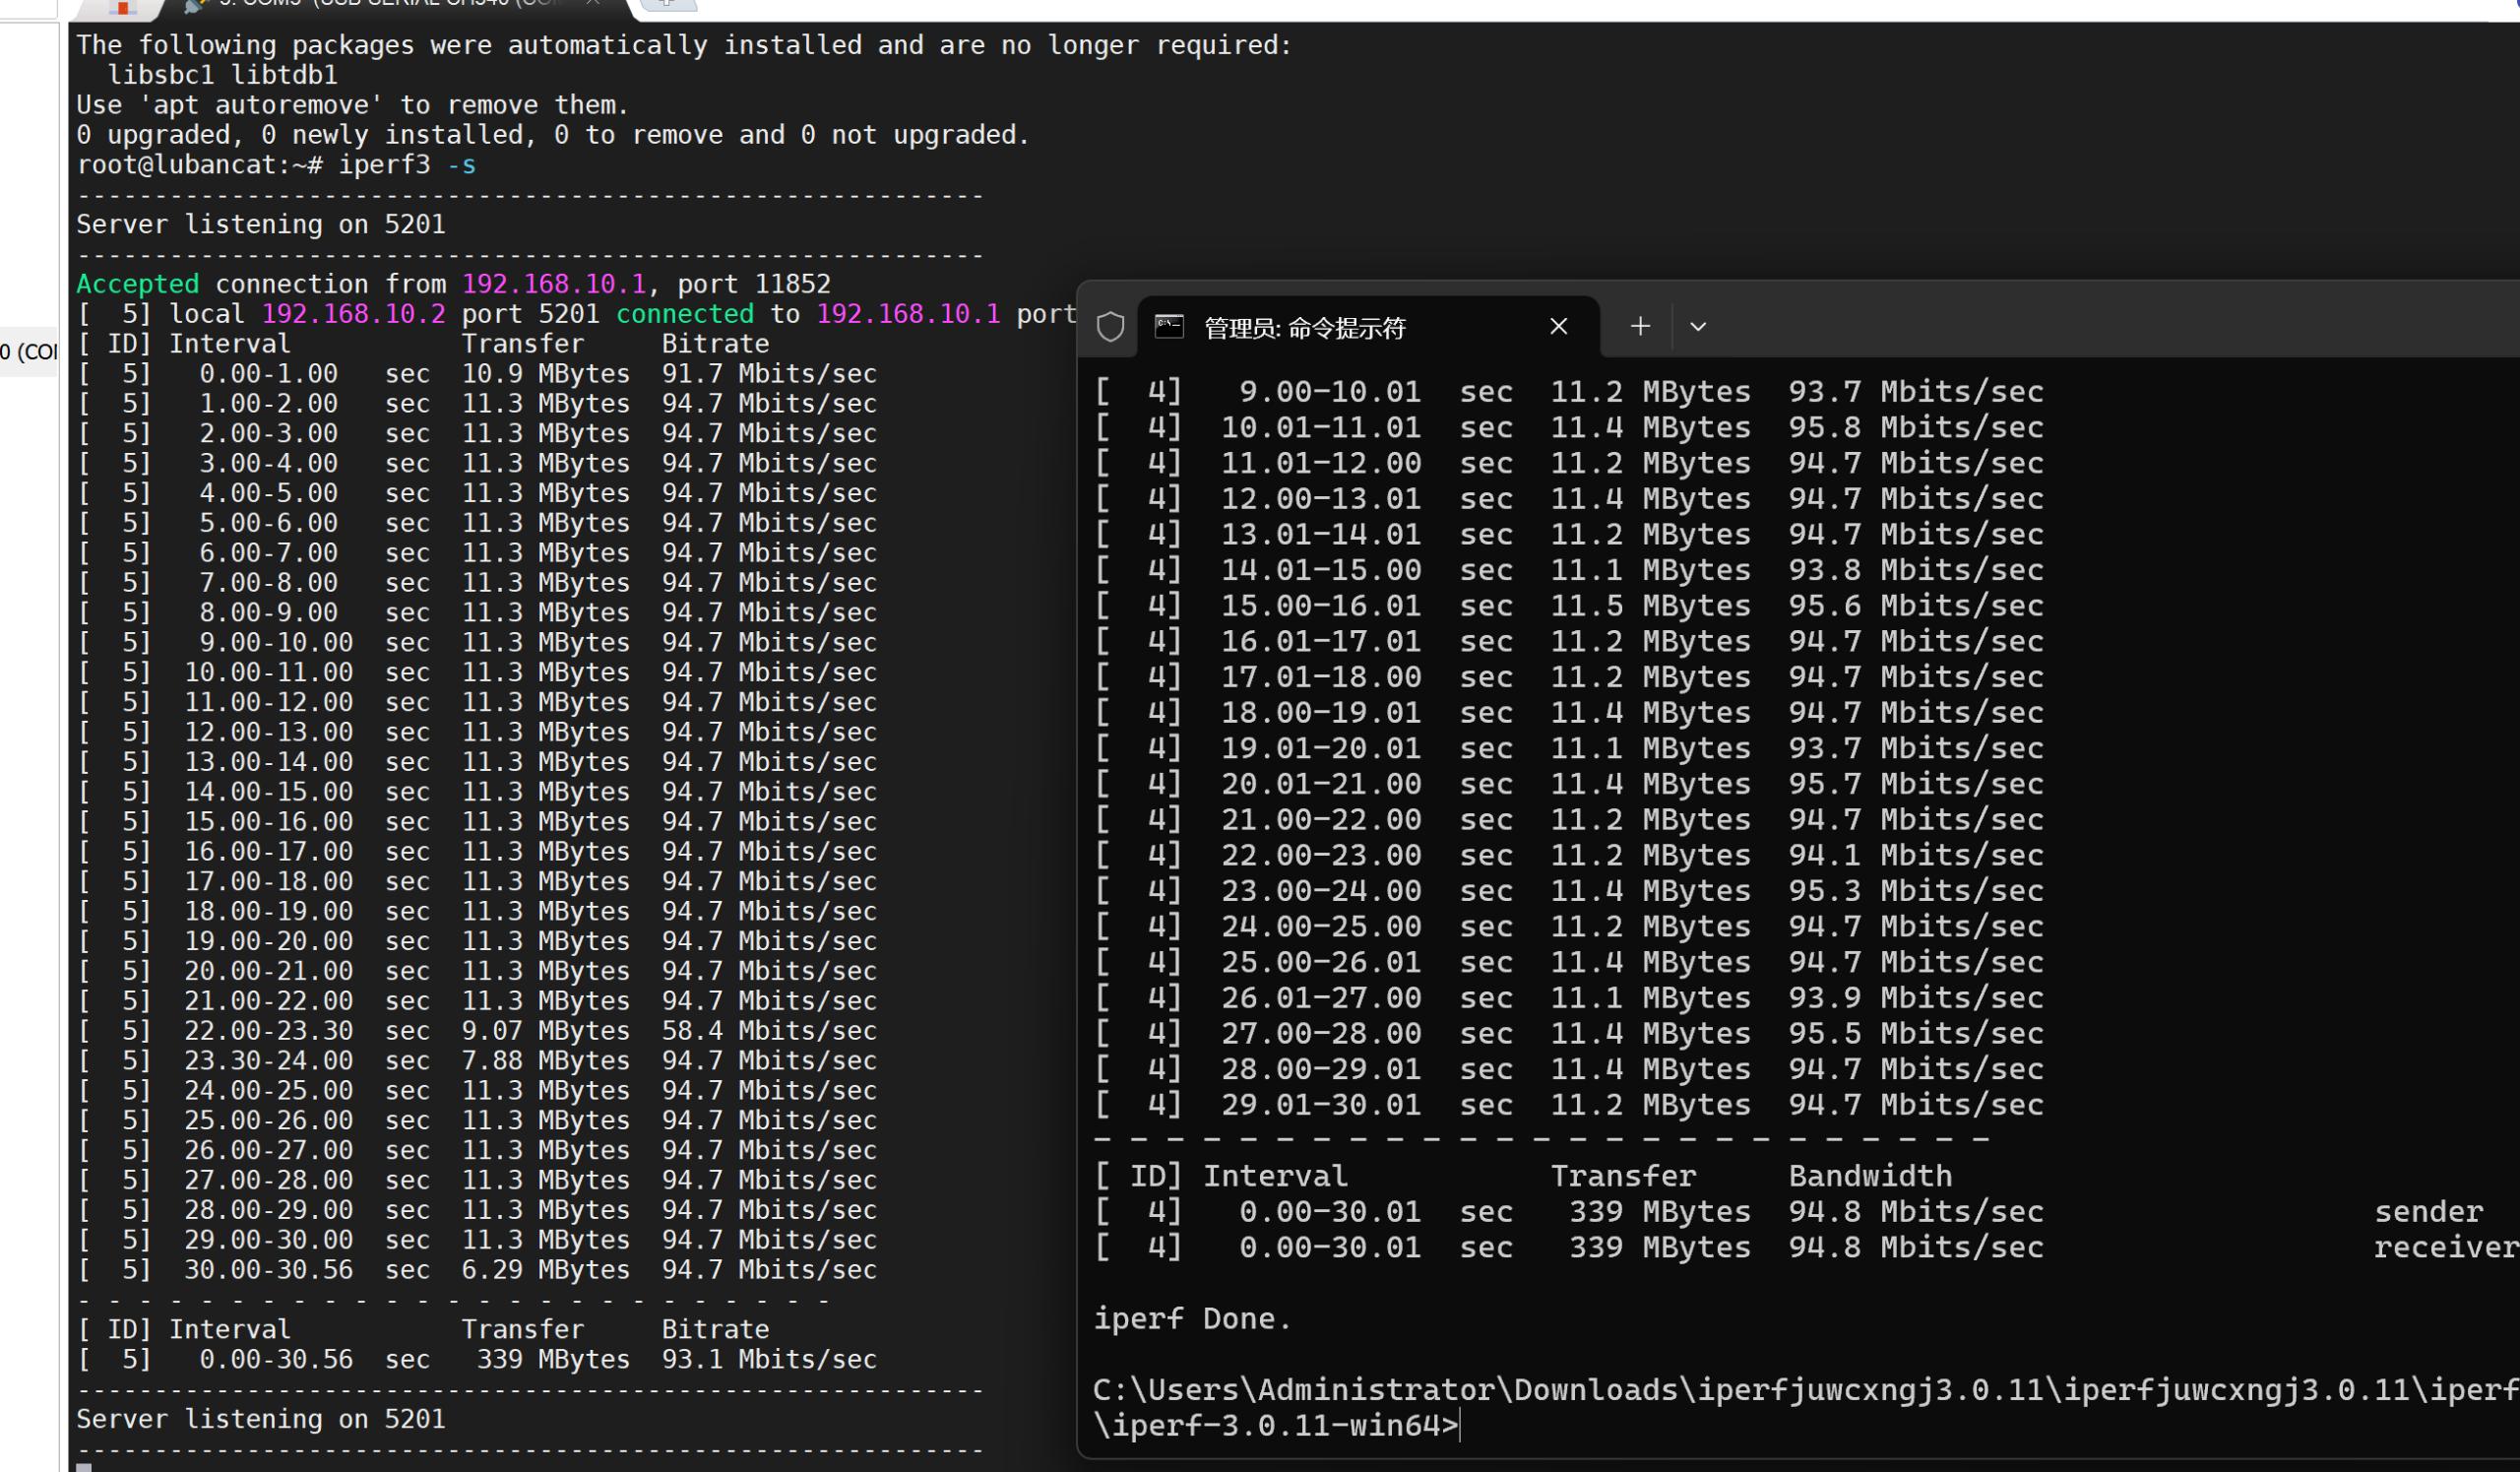 The following packages were automatically installed and are no longer required:
  libsbc1 libtdb1
Use 'apt autoremove' to remove them.
0 upgraded, 0 newly installed, 0 to remove and 0 not upgraded.
root@lubancat:~# iperf3 -s
-----------------------------------------------------------
Server listening on 5201
-----------------------------------------------------------
Accepted connection from 192.168.10.1, port 11852
[  5] local 192.168.10.2 port 5201 connected to 192.168.10.1 port
[ ID] Interval           Transfer     Bitrate
[  5]   0.00-1.00   sec  10.9 MBytes  91.7 Mbits/sec
[  5]   1.00-2.00   sec  11.3 MBytes  94.7 Mbits/sec
[  5]   2.00-3.00   sec  11.3 MBytes  94.7 Mbits/sec
[  5]   3.00-4.00   sec  11.3 MBytes  94.7 Mbits/sec
[  5]   4.00-5.00   sec  11.3 MBytes  94.7 Mbits/sec
[  5]   5.00-6.00   sec  11.3 MBytes  94.7 Mbits/sec
[  5]   6.00-7.00   sec  11.3 MBytes  94.7 Mbits/sec
[  5]   7.00-8.00   sec  11.3 MBytes  94.7 Mbits/sec
[  5]   8.00-9.00   sec  11.3 MBytes  94.7 Mbits/sec
[  5]   9.00-10.00  sec  11.3 MBytes  94.7 Mbits/sec
[  5]  10.00-11.00  sec  11.3 MBytes  94.7 Mbits/sec
[  5]  11.00-12.00  sec  11.3 MBytes  94.7 Mbits/sec
[  5]  12.00-13.00  sec  11.3 MBytes  94.7 Mbits/sec
[  5]  13.00-14.00  sec  11.3 MBytes  94.7 Mbits/sec
[  5]  14.00-15.00  sec  11.3 MBytes  94.7 Mbits/sec
[  5]  15.00-16.00  sec  11.3 MBytes  94.7 Mbits/sec
[  5]  16.00-17.00  sec  11.3 MBytes  94.7 Mbits/sec
[  5]  17.00-18.00  sec  11.3 MBytes  94.7 Mbits/sec
[  5]  18.00-19.00  sec  11.3 MBytes  94.7 Mbits/sec
[  5]  19.00-20.00  sec  11.3 MBytes  94.7 Mbits/sec
[  5]  20.00-21.00  sec  11.3 MBytes  94.7 Mbits/sec
[  5]  21.00-22.00  sec  11.3 MBytes  94.7 Mbits/sec
[  5]  22.00-23.30  sec  9.07 MBytes  58.4 Mbits/sec
[  5]  23.30-24.00  sec  7.88 MBytes  94.7 Mbits/sec
[  5]  24.00-25.00  sec  11.3 MBytes  94.7 Mbits/sec
[  5]  25.00-26.00  sec  11.3 MBytes  94.7 Mbits/sec
[  5]  26.00-27.00  sec  11.3 MBytes  94.7 Mbits/sec
[  5]  27.00-28.00  sec  11.3 MBytes  94.7 Mbits/sec
[  5]  28.00-29.00  sec  11.3 MBytes  94.7 Mbits/sec
[  5]  29.00-30.00  sec  11.3 MBytes  94.7 Mbits/sec
[  5]  30.00-30.56  sec  6.29 MBytes  94.7 Mbits/sec
- - - - - - - - - - - - - - - - - - - - - - - - -
[ ID] Interval           Transfer     Bitrate
[  5]   0.00-30.56  sec   339 MBytes  93.1 Mbits/sec
-----------------------------------------------------------
Server listening on 5201
-----------------------------------------------------------
0 (CO
管理员: 命令提示符
[  4]   9.00-10.01  sec  11.2 MBytes  93.7 Mbits/sec
[  4]  10.01-11.01  sec  11.4 MBytes  95.8 Mbits/sec
[  4]  11.01-12.00  sec  11.2 MBytes  94.7 Mbits/sec
[  4]  12.00-13.01  sec  11.4 MBytes  94.7 Mbits/sec
[  4]  13.01-14.01  sec  11.2 MBytes  94.7 Mbits/sec
[  4]  14.01-15.00  sec  11.1 MBytes  93.8 Mbits/sec
[  4]  15.00-16.01  sec  11.5 MBytes  95.6 Mbits/sec
[  4]  16.01-17.01  sec  11.2 MBytes  94.7 Mbits/sec
[  4]  17.01-18.00  sec  11.2 MBytes  94.7 Mbits/sec
[  4]  18.00-19.01  sec  11.4 MBytes  94.7 Mbits/sec
[  4]  19.01-20.01  sec  11.1 MBytes  93.7 Mbits/sec
[  4]  20.01-21.00  sec  11.4 MBytes  95.7 Mbits/sec
[  4]  21.00-22.00  sec  11.2 MBytes  94.7 Mbits/sec
[  4]  22.00-23.00  sec  11.2 MBytes  94.1 Mbits/sec
[  4]  23.00-24.00  sec  11.4 MBytes  95.3 Mbits/sec
[  4]  24.00-25.00  sec  11.2 MBytes  94.7 Mbits/sec
[  4]  25.00-26.01  sec  11.4 MBytes  94.7 Mbits/sec
[  4]  26.01-27.00  sec  11.1 MBytes  93.9 Mbits/sec
[  4]  27.00-28.00  sec  11.4 MBytes  95.5 Mbits/sec
[  4]  28.00-29.01  sec  11.4 MBytes  94.7 Mbits/sec
[  4]  29.01-30.01  sec  11.2 MBytes  94.7 Mbits/sec
- - - - - - - - - - - - - - - - - - - - - - - - -
[ ID] Interval           Transfer     Bandwidth
[  4]   0.00-30.01  sec   339 MBytes  94.8 Mbits/sec                  sender
[  4]   0.00-30.01  sec   339 MBytes  94.8 Mbits/sec                  receiver
iperf Done.
C:\Users\Administrator\Downloads\iperfjuwcxngj3.0.11\iperfjuwcxngj3.0.11\iperf
\iperf-3.0.11-win64>